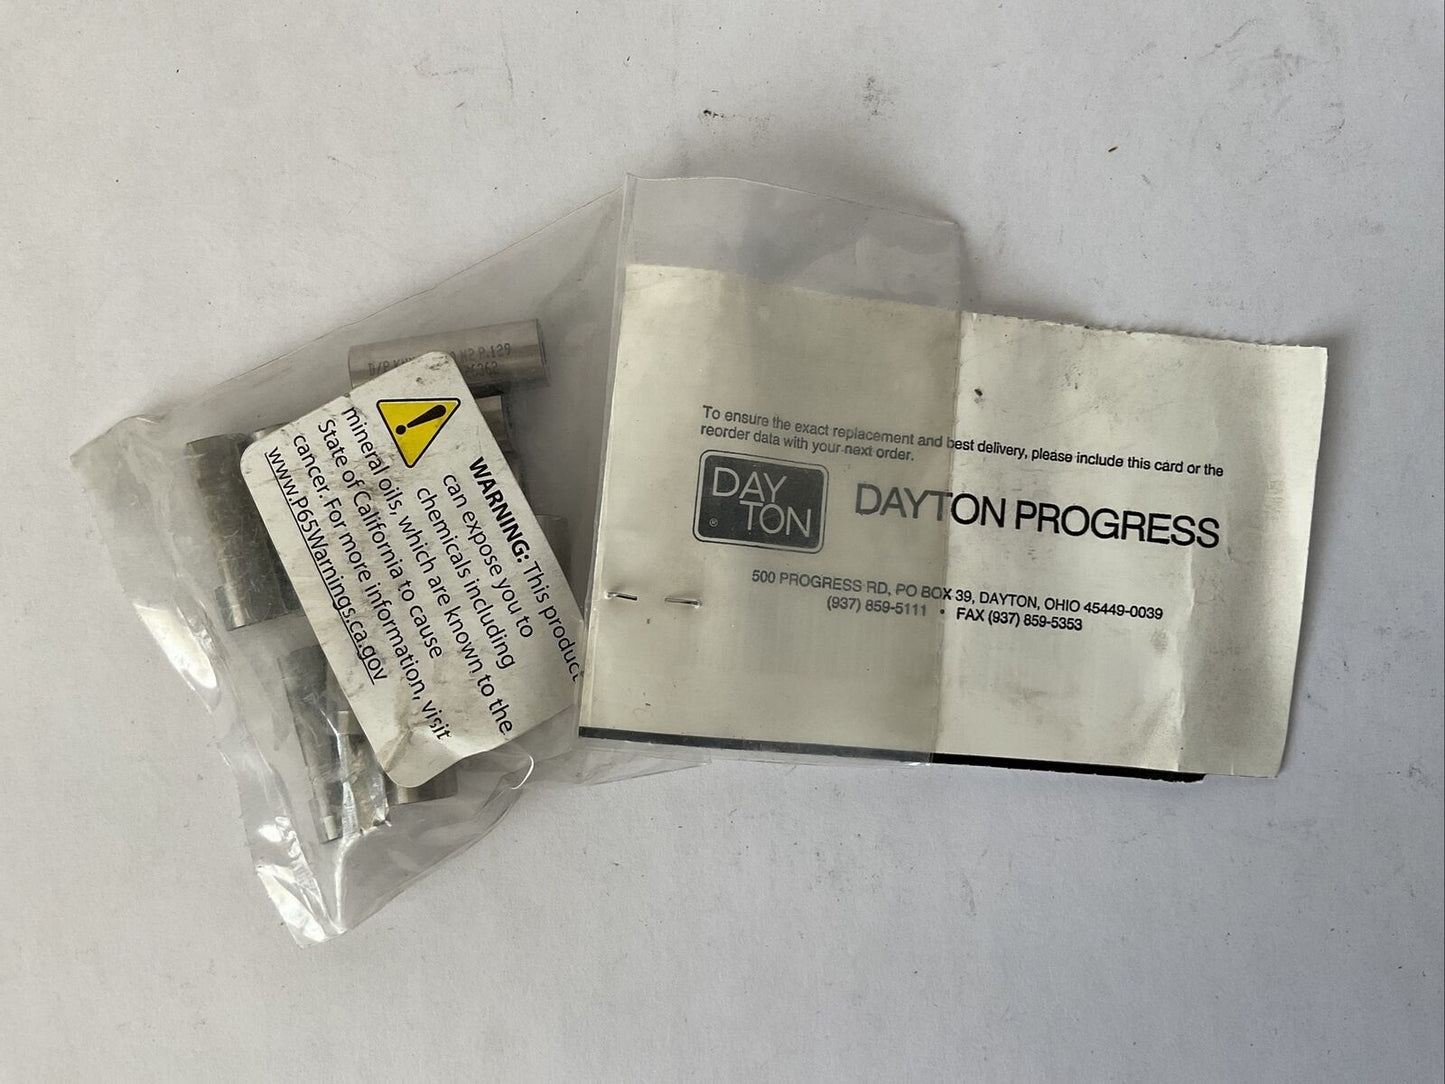 D/P M2 P.129
WARNING: This product
can expose you to
chemicals including
mineral oils, which are known to the
State of California to cause
cancer. For more information, visit
www.P65Warnings.ca.gov
To ensure the exact replacement and best delivery, please include this card or the
reorder data with your next order.
DAY
TON
®
DAYTON PROGRESS
500 PROGRESS RD, PO BOX 39, DAYTON, OHIO 45449-0039
(937) 859-5111 • FAX (937) 859-5353